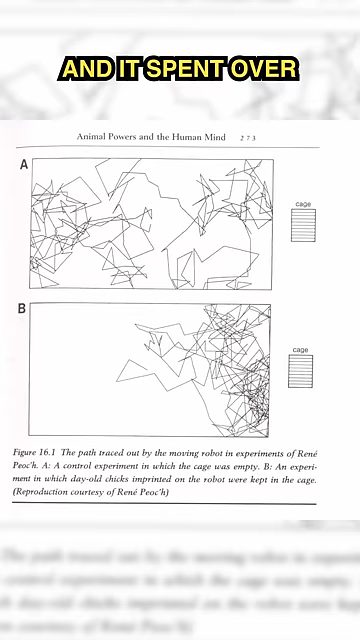 AND IT SPENT OVER
Animal Powers and the Human Mind 273
A
cage
B
cage
Figure 16.1 The path traced out by the moving robot in experiments of René
Peoc'h. A: A control experiment in which the cage was empty. B: An experi-
ment in which day-old chicks imprinted on the robot were kept in the cage.
(Reproduction courtesy of René Peoc'h)